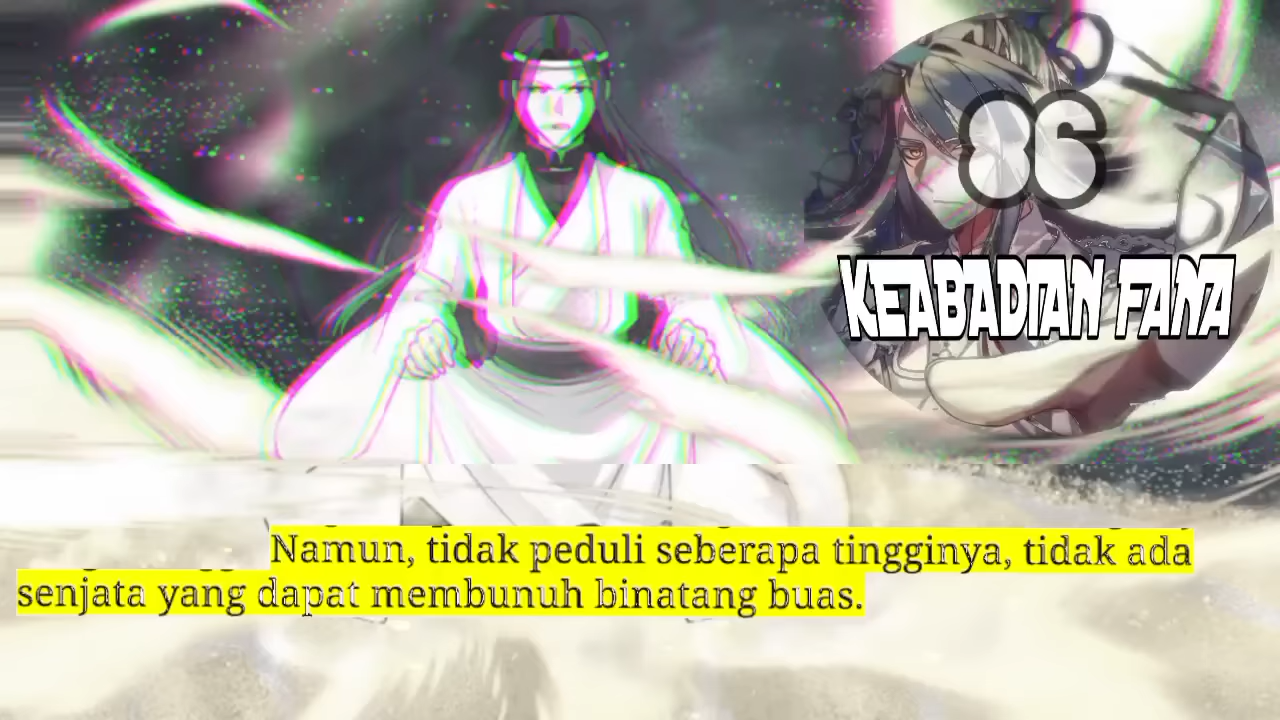 86
KEABADIAN FANA
Namun, tidak peduli seberapa tingginya, tidak ada
senjata yang dapat membunuh binatang buas.